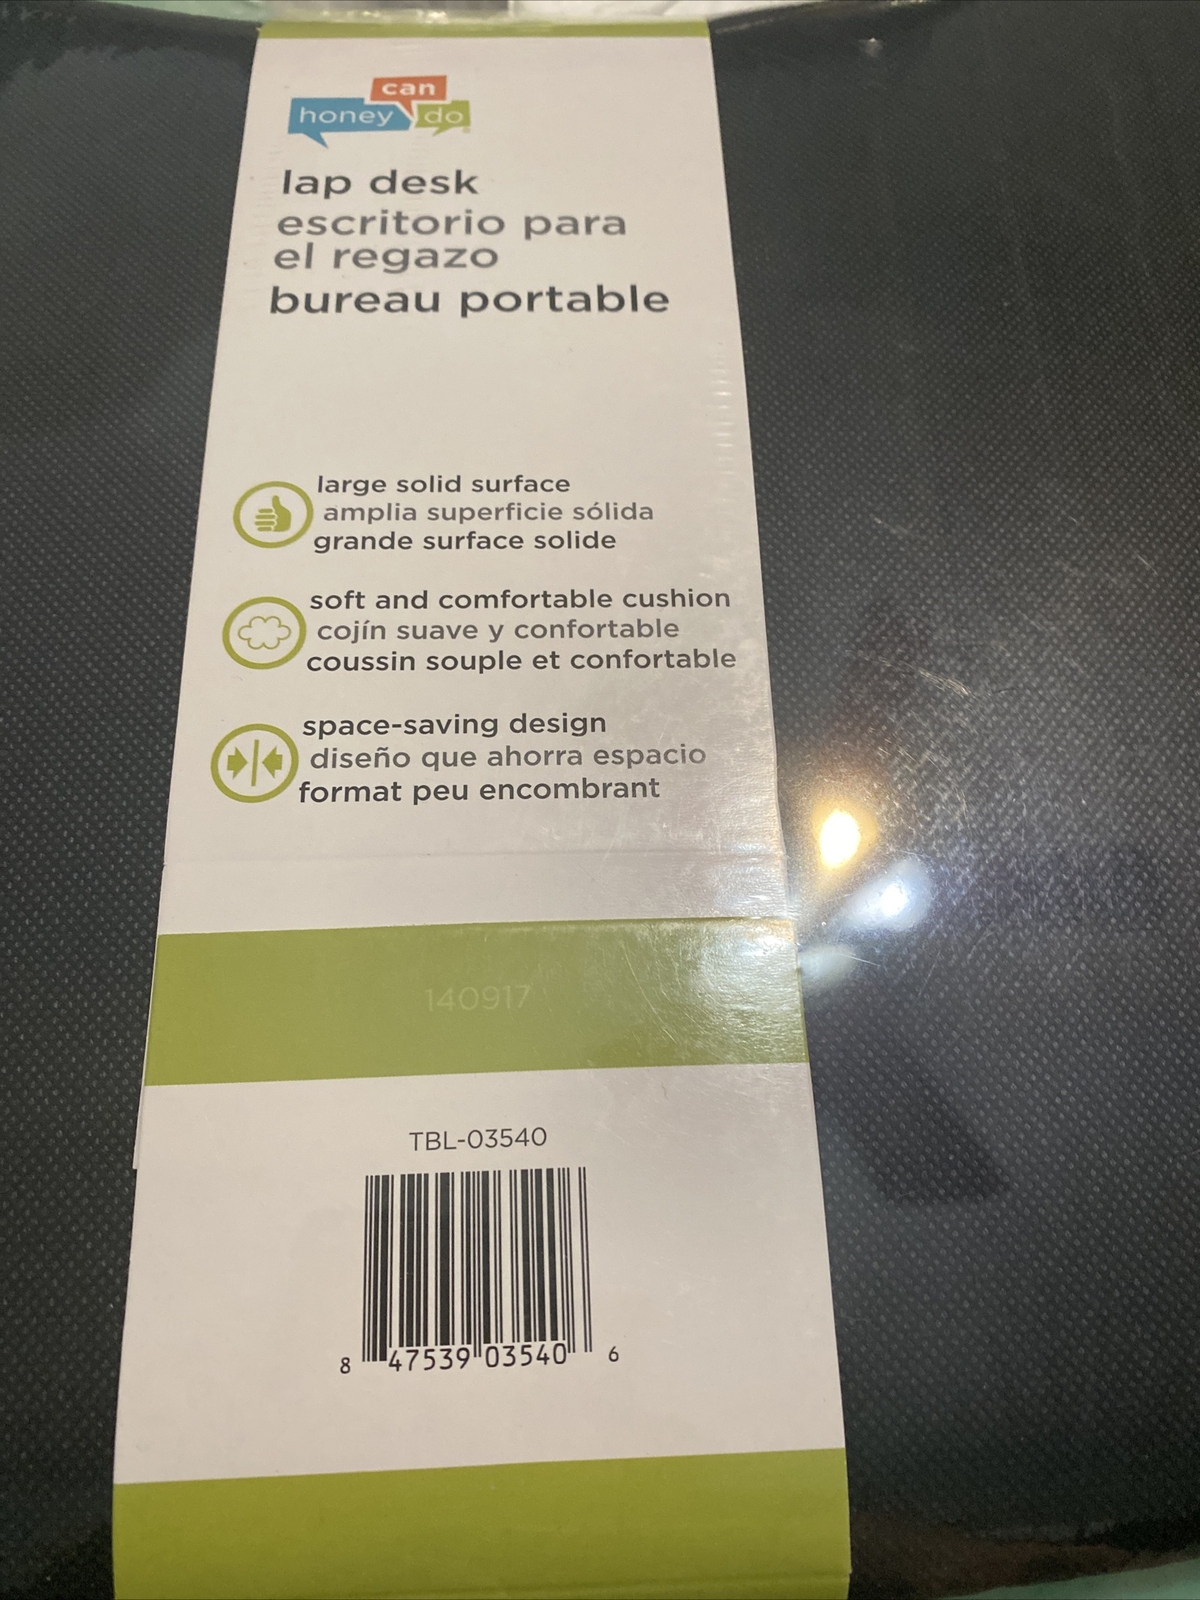 honey can do
lap desk
escritorio para
el regazo
bureau portable
large solid surface
amplia superficie sólida
grande surface solide
soft and comfortable cushion
cojín suave y confortable
coussin souple et confortable
space-saving design
diseño que ahorra espacio
format peu encombrant
140917
TBL-03540
8 47539 03540 6